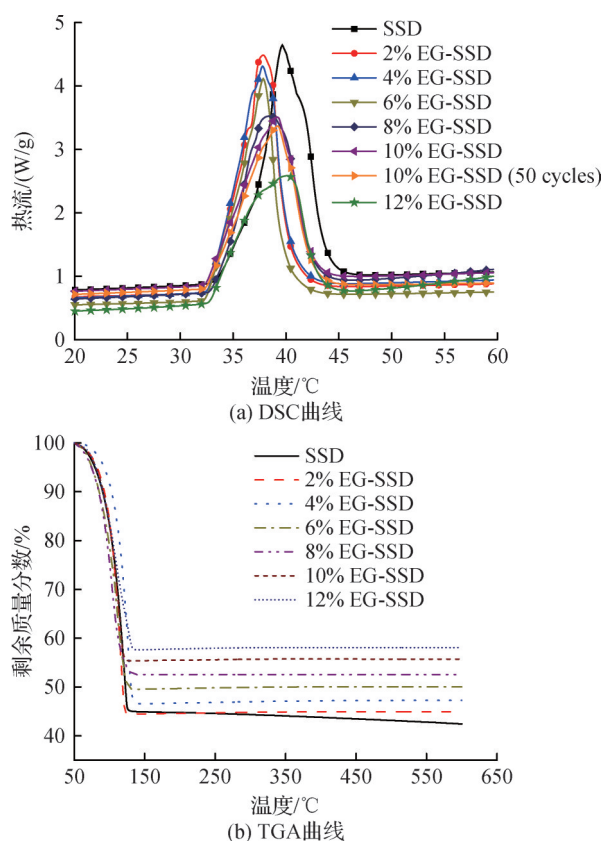 SSD
2% EG-SSD
4% EG-SSD
6% EG-SSD
8% EG-SSD
10% EG-SSD
10% EG-SSD (50 cycles)
12% EG-SSD
5
4
3
2
1
0
热流/(W/g)
20 25 30 35 40 45 50 55 60
温度/℃
(a) DSC曲线
SSD
2% EG-SSD
4% EG-SSD
6% EG-SSD
8% EG-SSD
10% EG-SSD
12% EG-SSD
100
90
80
70
60
50
40
剩余质量分数/%
50 150 250 350 450 550 650
温度/℃
(b) TGA曲线